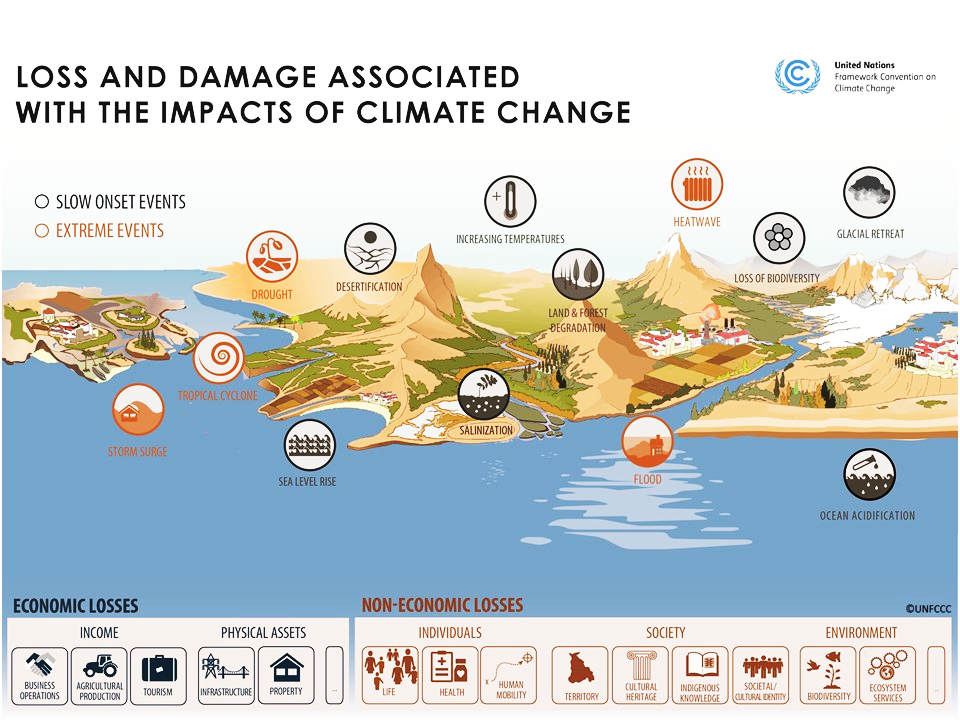 LOSS AND DAMAGE ASSOCIATED
WITH THE IMPACTS OF CLIMATE CHANGE
United Nations
Framework Convention on
Climate Change
SLOW ONSET EVENTS
EXTREME EVENTS
INCREASING TEMPERATURES
HEATWAVE
GLACIAL RETREAT
LOSS OF BIODIVERSITY
DROUGHT
DESERTIFICATION
LAND & FOREST
DEGRADATION
TROPICAL CYCLONE
STORM SURGE
SALINIZATION
SEA LEVEL RISE
FLOOD
OCEAN ACIDIFICATION
ECONOMIC LOSSES
INCOME
PHYSICAL ASSETS
BUSINESS
OPERATIONS
AGRICULTURAL
PRODUCTION
TOURISM
INFRASTRUCTURE
PROPERTY
...
NON-ECONOMIC LOSSES
©UNFCCC
INDIVIDUALS
SOCIETY
ENVIRONMENT
LIFE
HEALTH
HUMAN
MOBILITY
TERRITORY
CULTURAL
HERITAGE
INDIGENOUS
KNOWLEDGE
SOCIETAL/
CULTURAL IDENTITY
BIODIVERSITY
ECOSYSTEM
SERVICES
...